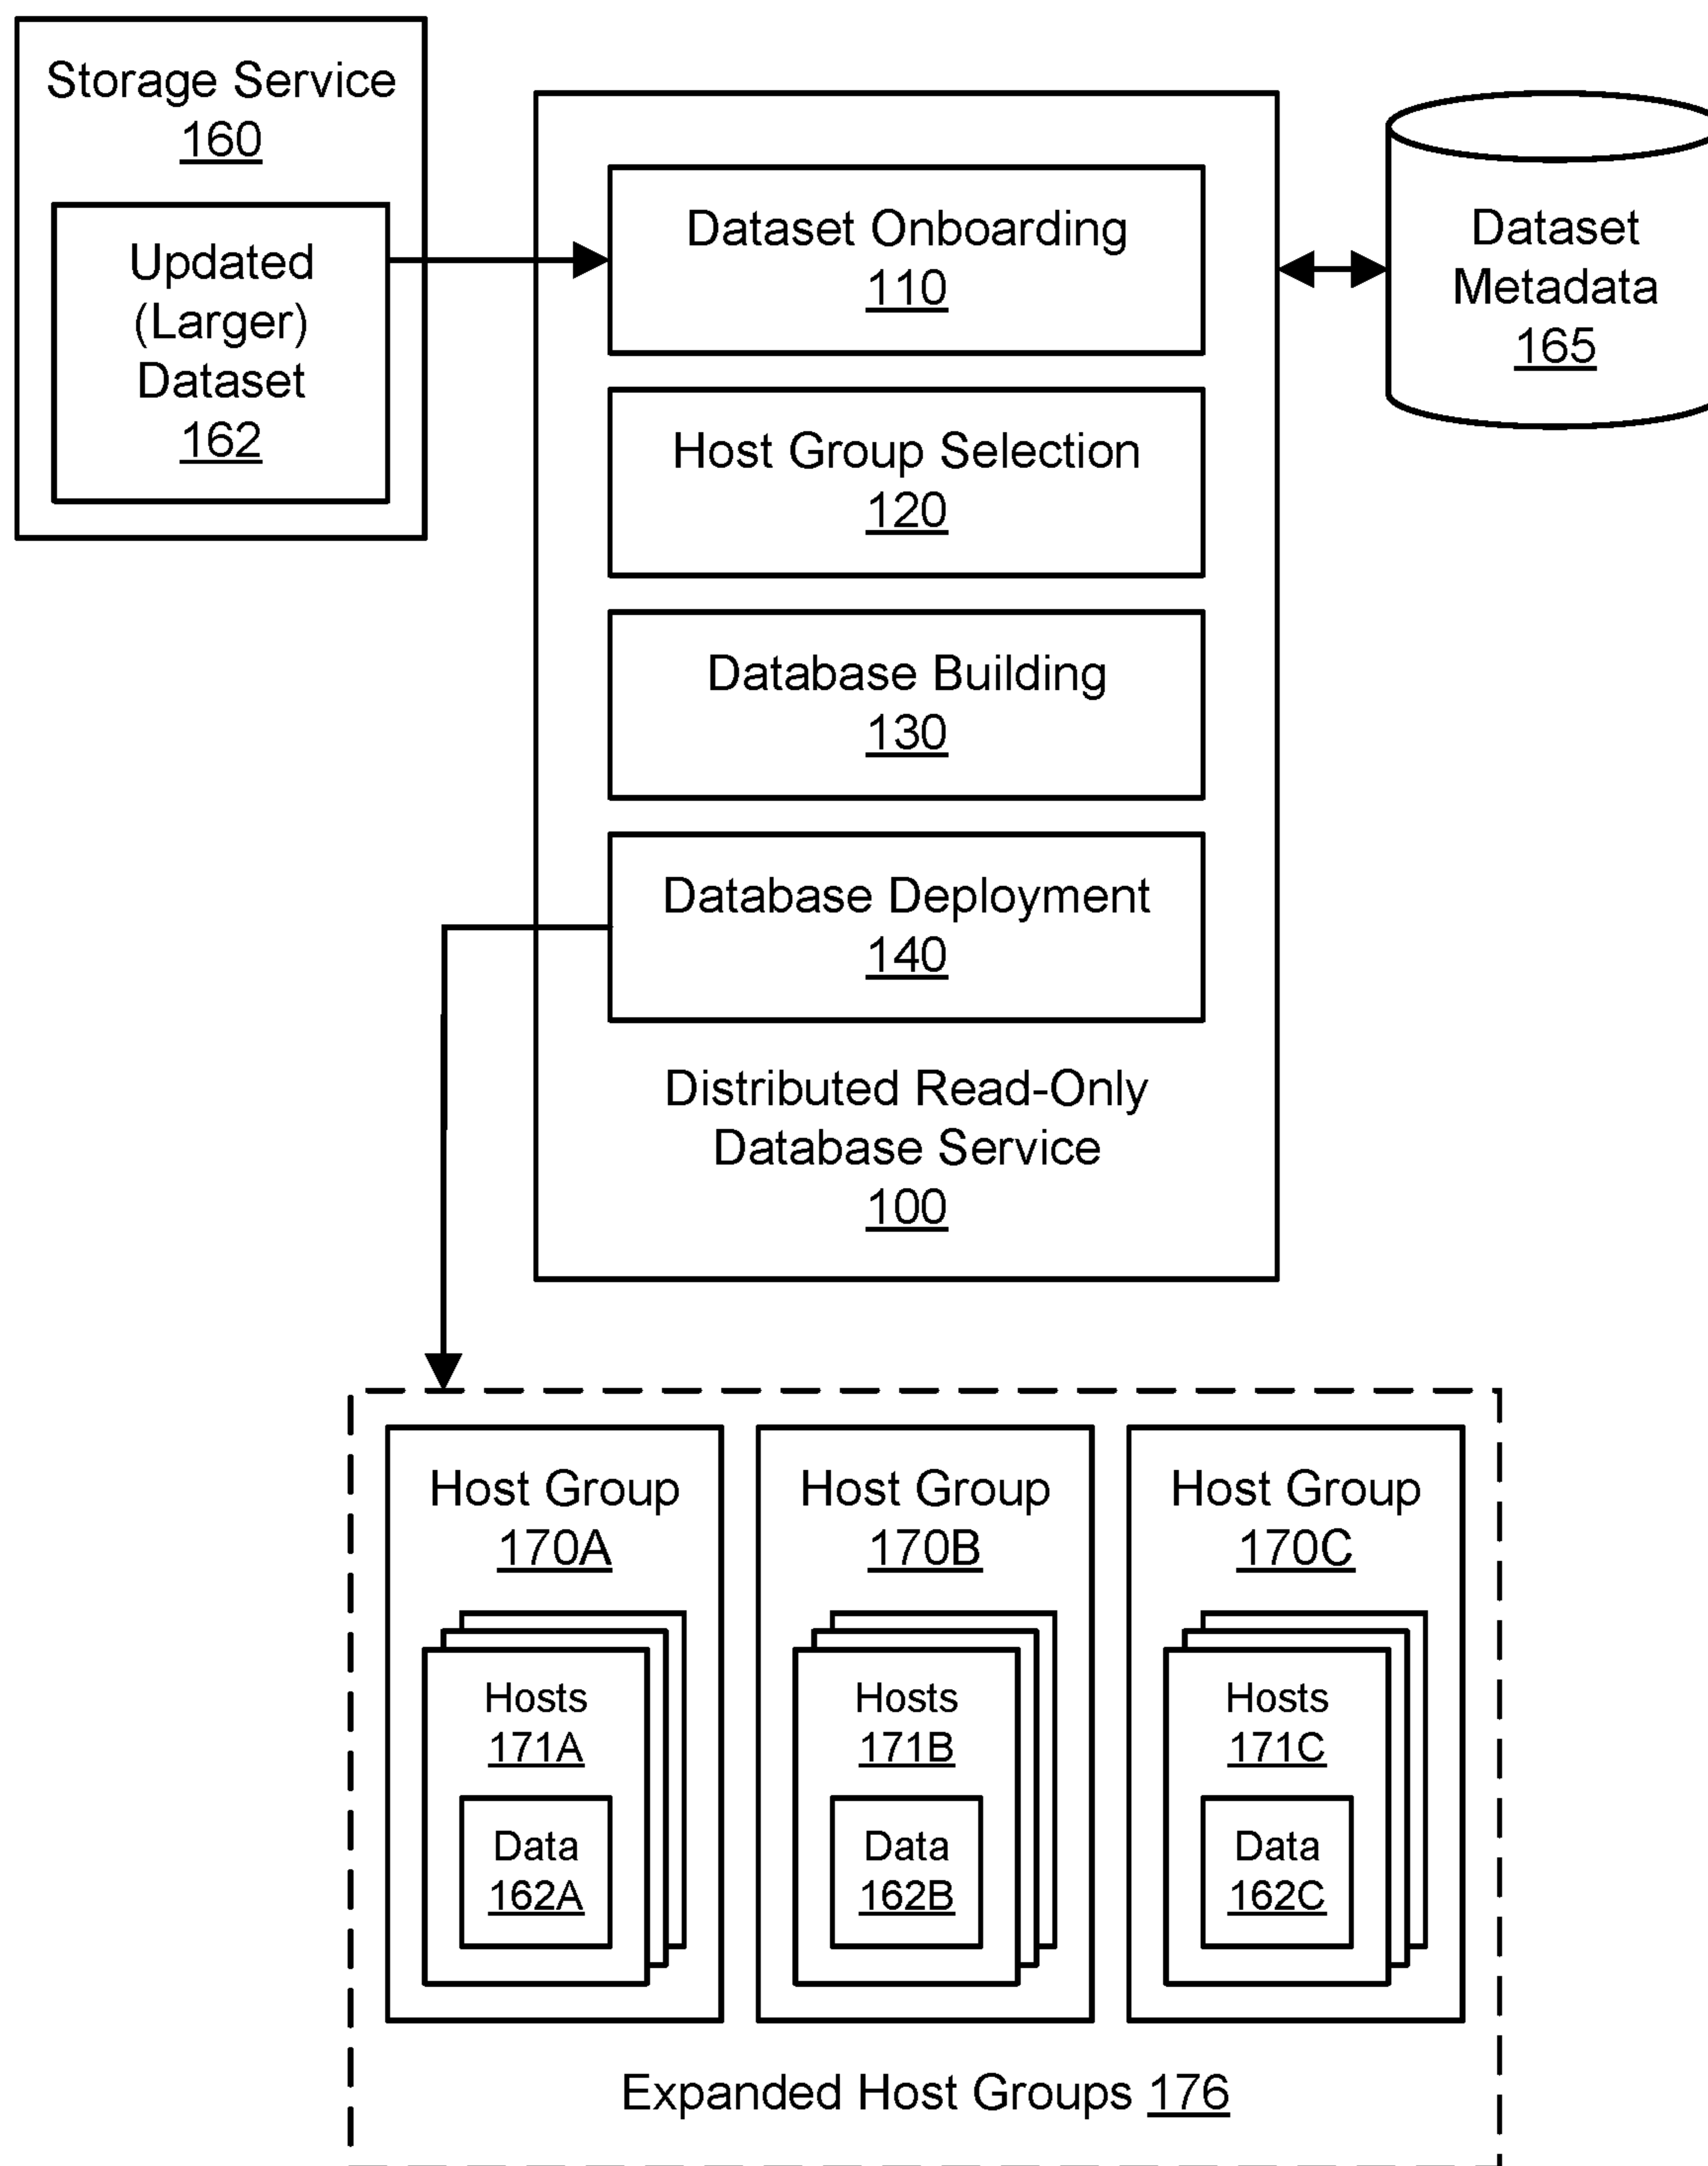 Storage Service
160
Updated
(Larger)
Dataset
162
Dataset Onboarding
110
Host Group Selection
120
Database Building
130
Database Deployment
140
Distributed Read-Only
Database Service
100
Dataset
Metadata
165
Host Group
170A
Hosts
171A
Data
162A
Host Group
170B
Hosts
171B
Data
162B
Host Group
170C
Hosts
171C
Data
162C
Expanded Host Groups 176